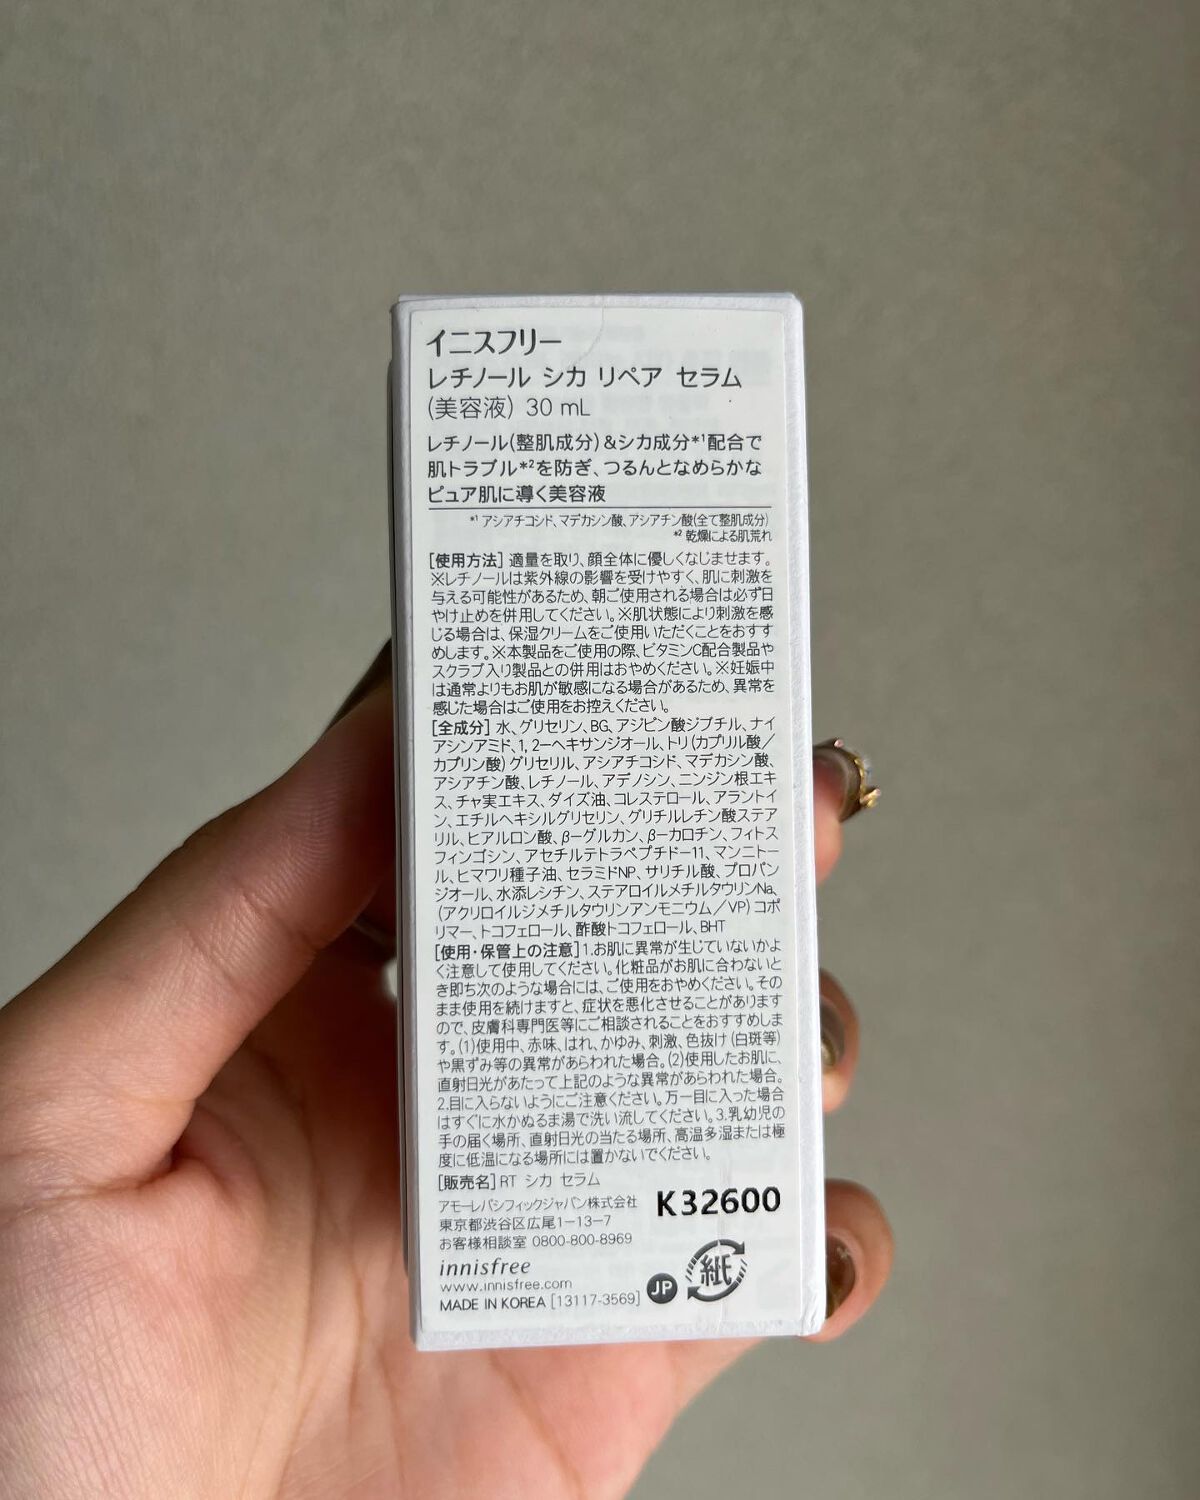 イニスフリー
レチノール シカ リペア セラム
(美容液) 30 mL
レチノール(整肌成分)&シカ成分*1配合で
肌トラブル*2を防ぎ、つるんとなめらかな
ピュア肌に導く美容液
*1 アシアチコシド、マデカシン酸、アシアチン酸(全て整肌成分)
*2 乾燥による肌荒れ
[使用方法] 適量を取り、顔全体に優しくなじませます。
※レチノールは紫外線の影響を受けやすく、肌に刺激を
与える可能性があるため、朝ご使用される場合は必ず日
やけ止めを併用してください。※肌状態により刺激を感
じる場合は、保湿クリームをご使用いただくことをおすす
めします。※本製品をご使用の際、ビタミンC配合製品や
スクラブ入り製品との併用はおやめください。※妊娠中
は通常よりもお肌が敏感になる場合があるため、異常を
感じた場合はご使用をお控えください。
[全成分] 水、グリセリン、BG、アジピン酸ジブチル、ナイ
アシンアミド、1,2-ヘキサンジオール、トリ(カプリル酸/
カプリン酸)グリセリル、アシアチコシド、マデカシン酸、
アシアチン酸、レチノール、アデノシン、ニンジン根エキ
ス、チャ実エキス、ダイズ油、コレステロール、アラントイ
ン、エチルヘキシルグリセリン、グリチルレチン酸ステア
リル、ヒアルロン酸、β-グルカン、β-カロチン、フィトス
フィンゴシン、アセチルテトラペプチド-11、マンニトー
ル、ヒマワリ種子油、セラミドNP、サリチル酸、プロパン
ジオール、水添レシチン、ステアロイルメチルタウリンNa、
(アクリロイルジメチルタウリンアンモニウム/VP)コポ
リマー、トコフェロール、酢酸トコフェロール、BHT
[使用・保管上の注意]1.お肌に異常が生じていないかよ
く注意して使用してください。化粧品がお肌に合わないと
き即ち次のような場合には、ご使用をおやめください。その
まま使用を続けますと、症状を悪化させることがあります
ので、皮膚科専門医等にご相談されることをおすすめしま
す。(1)使用中、赤味、はれ、かゆみ、刺激、色抜け(白斑等)
や黒ずみ等の異常があらわれた場合。(2)使用したお肌に、
直射日光があたって上記のような異常があらわれた場合。
2.目に入らないようにご注意ください。万一目に入った場合
はすぐに水かぬるま湯で洗い流してください。3.乳幼児の
手の届く場所、直射日光の当たる場所、高温多湿または極
度に低温になる場所には置かないでください。
[販売名]RT シカ セラム
アモーレパシフィックジャパン株式会社
東京都渋谷区広尾1-13-7
お客様相談室 0800-800-8969
K32600
innisfree
www.innisfree.com
MADE IN KOREA [13117-3569]
JP
紙